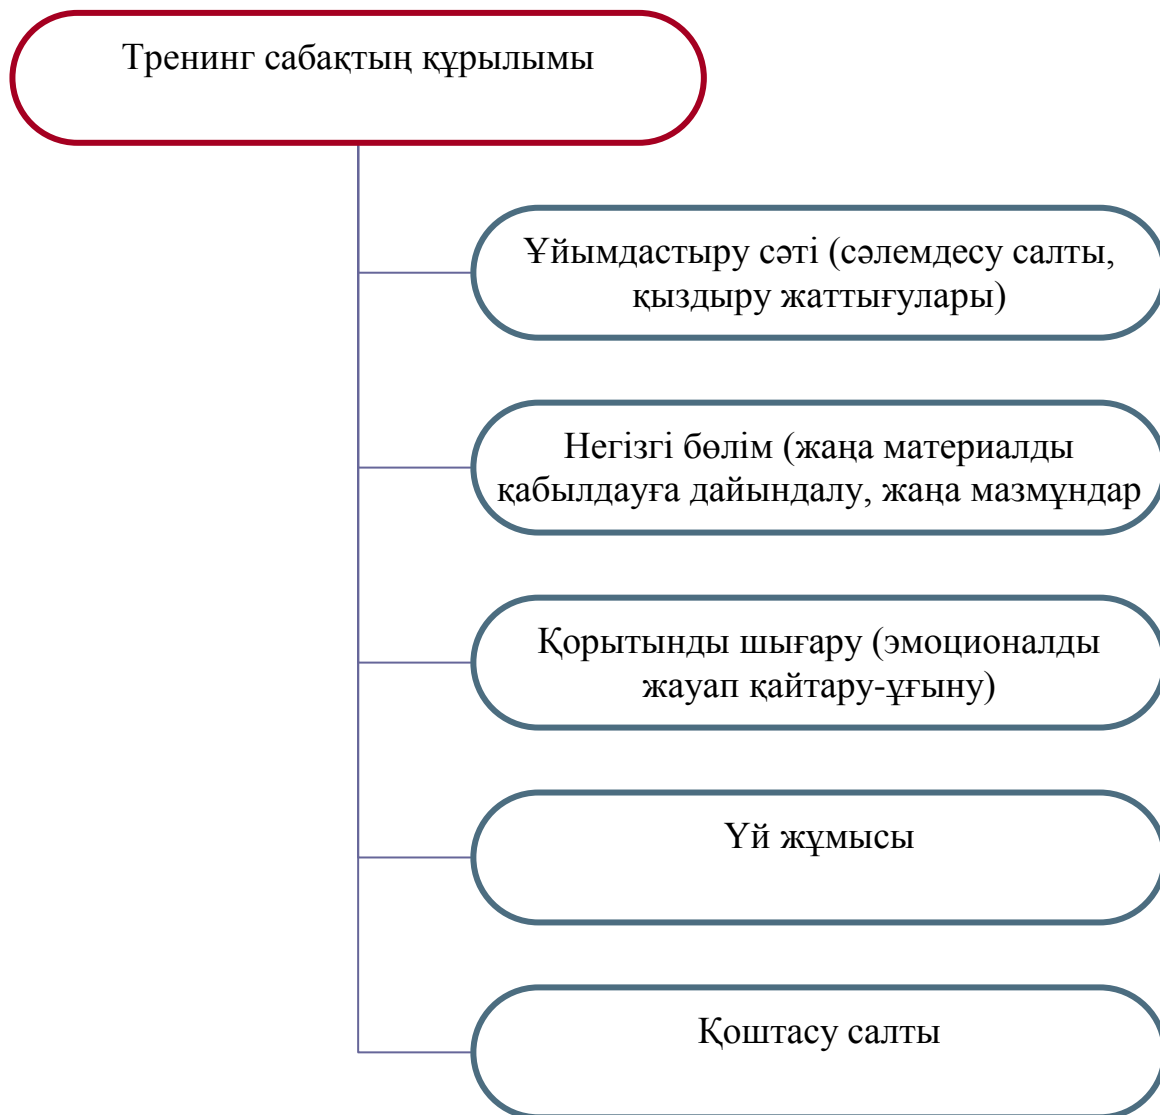 Тренинг сабақтың құрылымы
Ұйымдастыру сәті (сәлемдесу салты,
қыздыру жаттығулары)
Негізгі бөлім (жаңа материалды
қабылдауға дайындалу, жаңа мазмұндар
Қорытынды шығару (эмоционалды
жауап қайтару-ұғыну)
Үй жұмысы
Қоштасу салты